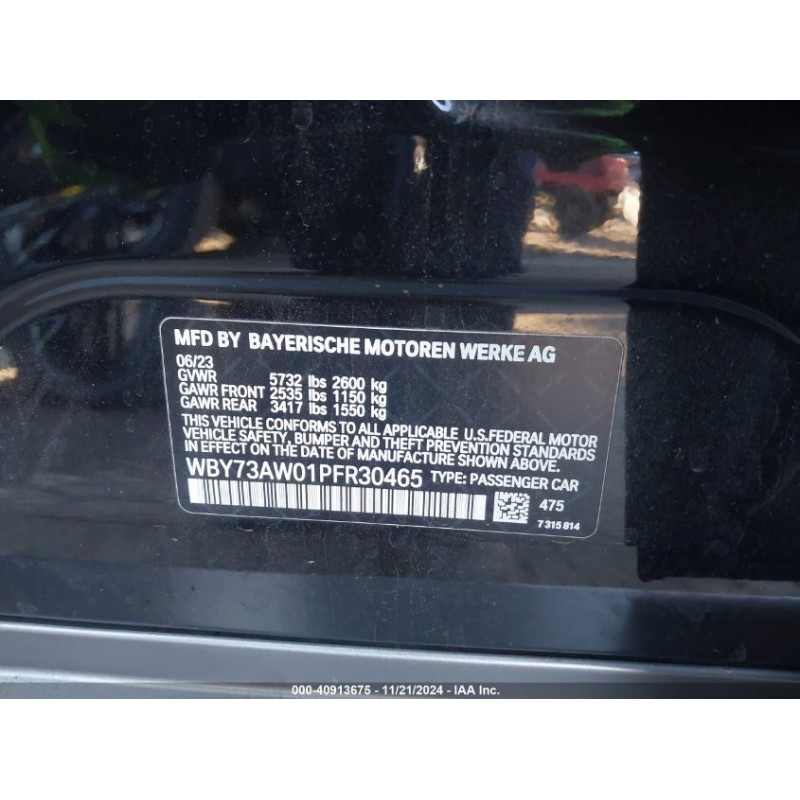 MFD BY BAYERISCHE MOTOREN WERKE AG
06/23
GVWR 5732 lbs 2600 kg
GAWR FRONT 2535 lbs 1150 kg
GAWR REAR 3417 lbs 1550 kg
THIS VEHICLE CONFORMS TO ALL APPLICABLE U.S.FEDERAL MOTOR
VEHICLE SAFETY, BUMPER AND THEFT PREVENTION STANDARDS
IN EFFECT ON THE DATE OF MANUFACTURE SHOWN ABOVE.
WBY73AW01PFR30465 TYPE: PASSENGER CAR
475
7315814
000-40913675 - 11/21/2024 - IAA Inc.